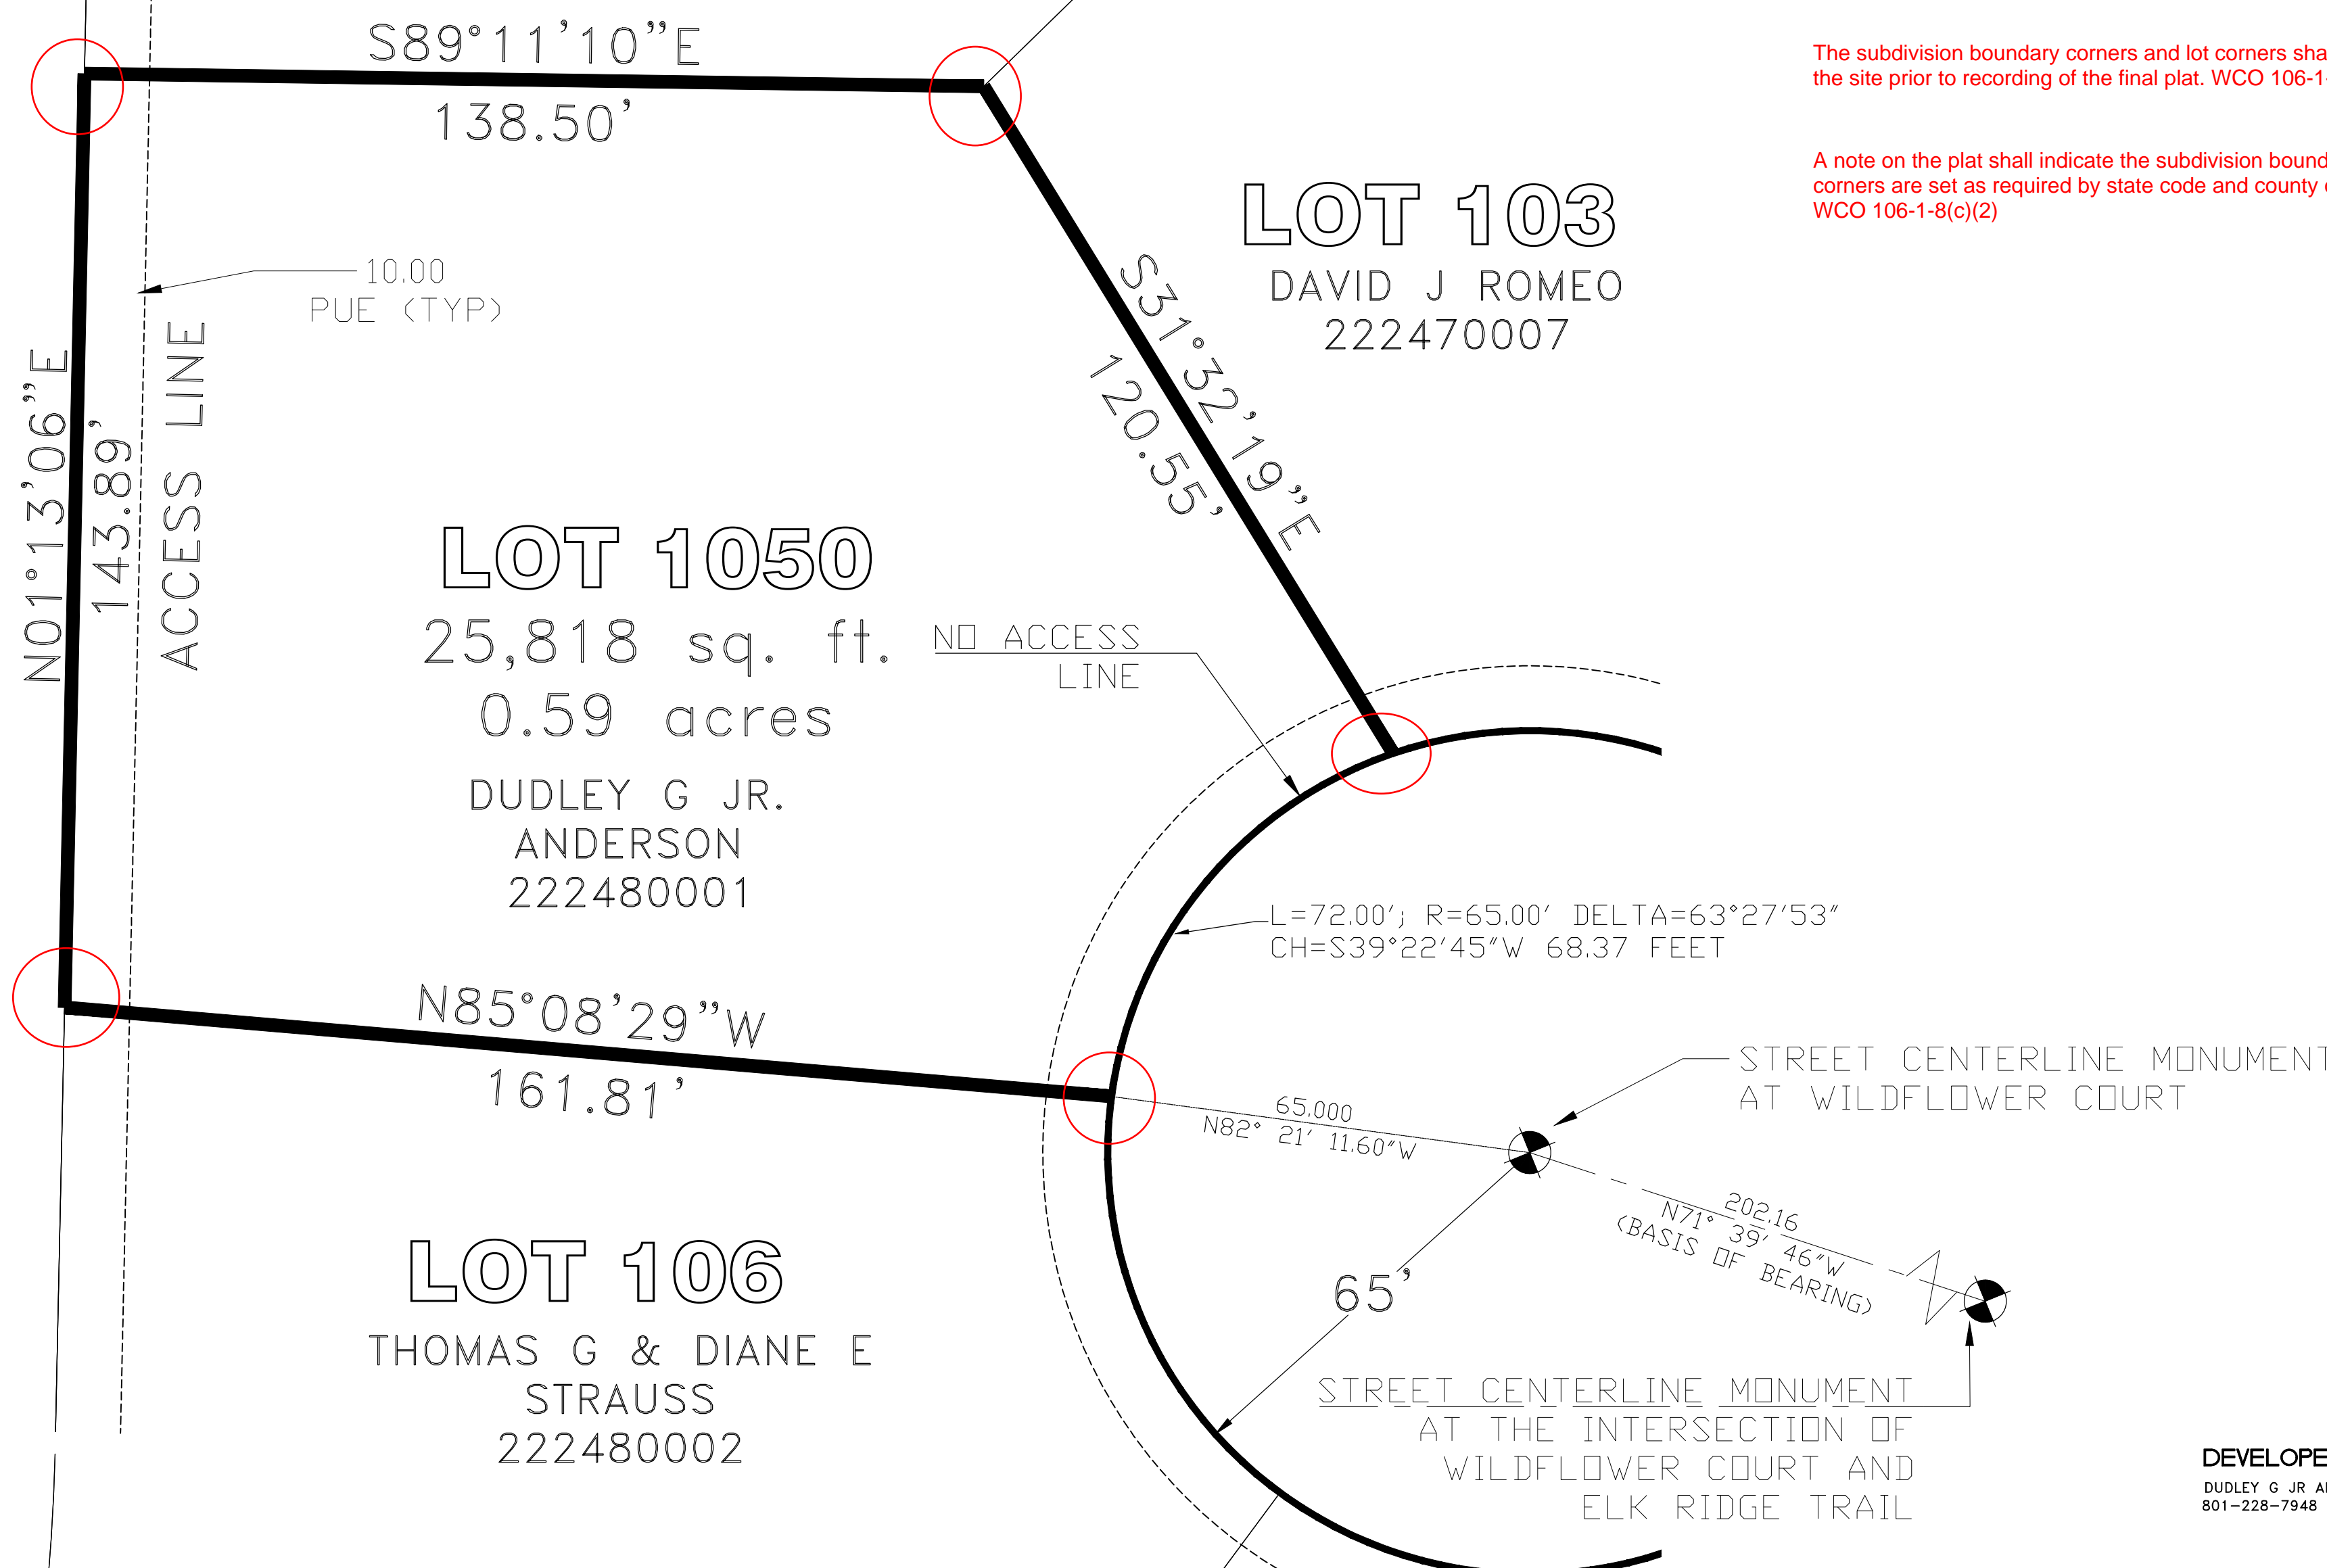 S89°11'10"E
138.50'
The subdivision boundary corners and lot corners
the site prior to recording of the final plat. WCO
A note on the plat shall indicate the subdivision
corners are set as required by state code and county
WCO 106-1-8(c)(2)
LOT 103
DAVID J ROMEO
222470007
10.00
PUE (TYP)
N01°13'06"E
143.89'
ACCESS LINE
S31°32'19"E
120.55'
LOT 1050
25,818 sq. ft.
0.59 acres
DUDLEY G JR.
ANDERSON
222480001
NO ACCESS
LINE
L=72.00'; R=65.00' DELTA=63°27'53"
CH=S39°22'45"W 68.37 FEET
N85°08'29"W
161.81'
65.000
N82° 21' 11.60"W
STREET CENTERLINE MONUMENT
AT WILDFLOWER COURT
202.16
N71° 39' 46"W
(BASIS OF BEARING)
65'
LOT 106
THOMAS G & DIANE E
STRAUSS
222480002
STREET CENTERLINE MONUMENT
AT THE INTERSECTION OF
WILDFLOWER COURT AND
ELK RIDGE TRAIL
DUDLEY G JR
801-228-7948